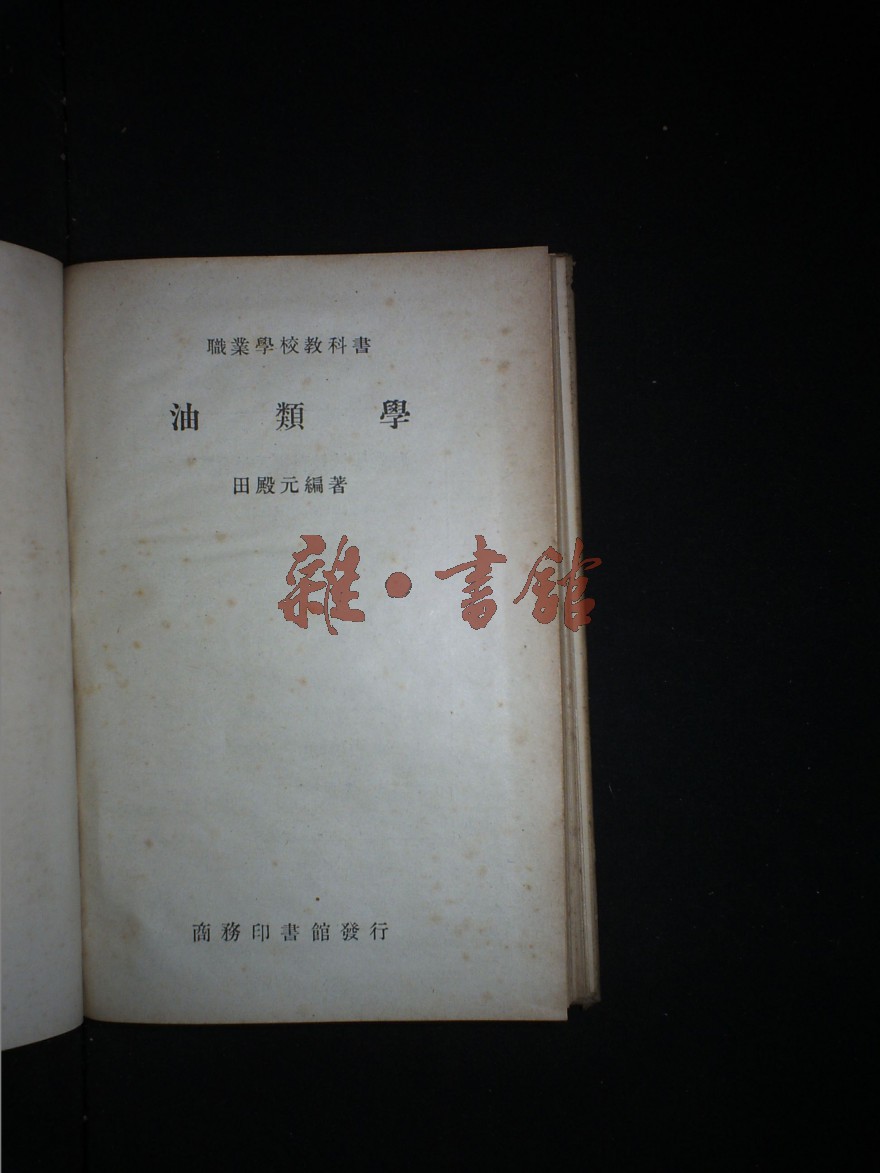 職業學校教科書
油類學
田殿元編著
雜•書館
商務印書館發行